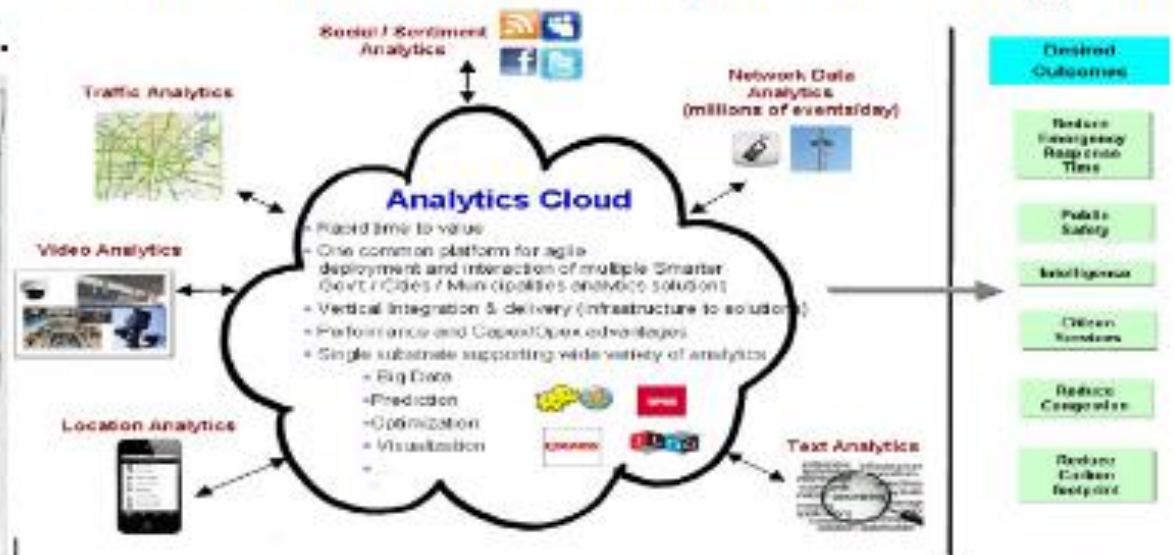 Social / Sentiment
Analytics
Traffic Analytics
Network Data
Analytics
(millions of events/day)
Video Analytics
Location Analytics
Text Analytics
Analytics Cloud
• Rapid time to value
• One common platform for agile
deployment and interaction of multiple Smarter
Gov't / Cities / Municipalities analytics solutions
• Vertical Integration & delivery (infrastructure to solutions)
• Performance and Capex/Opex advantages
• Single substrate supporting wide variety of analytics
• Big Data
•Prediction
•Optimization
• Visualization
• ...
SPSS
ILOG
Desired
Outcomes
Reduce
Emergency
Response
Time
Public
Safety
Intelligence
Citizen
Services
Reduce
Congestion
Reduce
Carbon
footprint